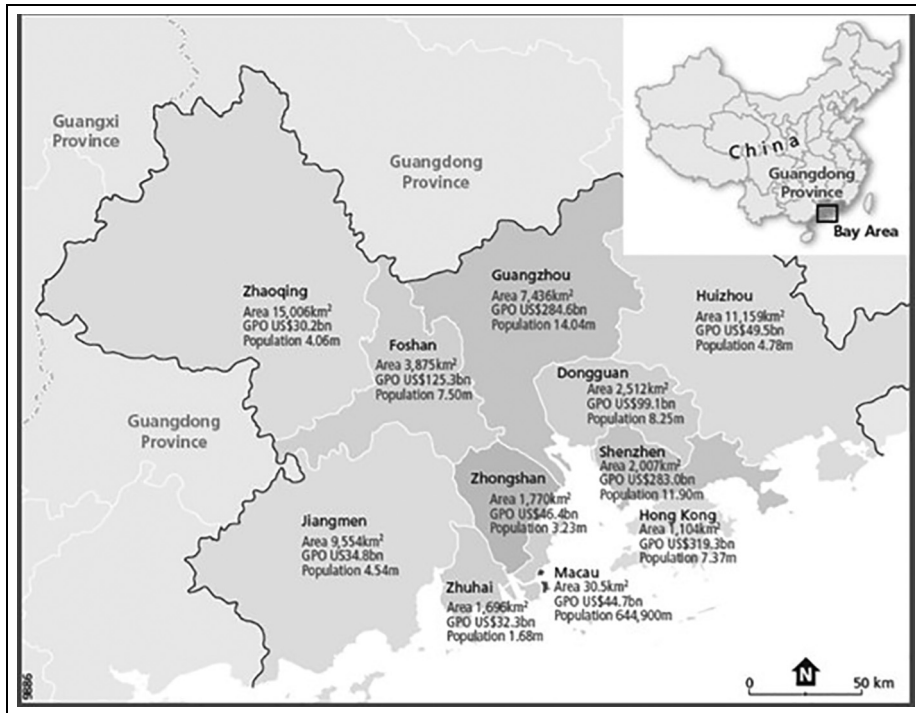 Guangxi
Province
Guangdong
Province
China
Guangdong
Province
Bay Area
Zhaoqing
Area 15,006km²
GPO US$30.2bn
Population 4.06m
Foshan
Area 3,875km²
GPO US$125.3bn
Population 7.50m
Guangzhou
Area 7,436km²
GPO US$284.6bn
Population 14.04m
Huizhou
Area 11,159km²
GPO US$49.5bn
Population 4.78m
Dongguan
Area 2,512km²
GPO US$99.1bn
Population 8.25m
Guangdong
Province
Shenzhen
Area 2,007km²
GPO US$283.0bn
Population 11.90m
Zhongshan
Area 1,770km²
GPO US$46.4bn
Population 3.23m
Jiangmen
Area 9,554km²
GPO US34.8bn
Population 4.54m
Hong Kong
Area 1,104km²
GPO US$319.3bn
Population 7.37m
Zhuhai
Area 1,696km²
GPO US$32.3bn
Population 1.68m
Macau
Area 30.5km²
GPO US$44.7bn
Population 644,900m
9886
N
0 50 km